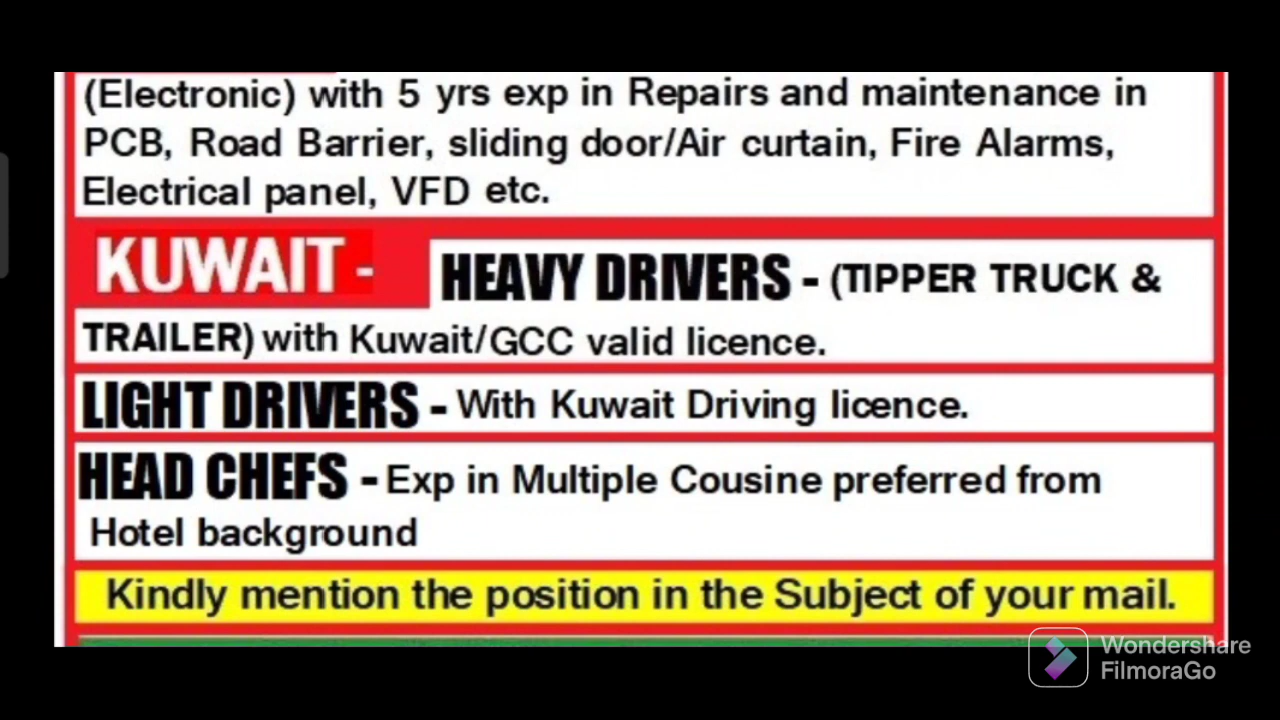 (Electronic) with 5 yrs exp in Repairs and maintenance in
PCB, Road Barrier, sliding door/Air curtain, Fire Alarms,
Electrical panel, VFD etc.
KUWAIT - HEAVY DRIVERS - (TIPPER TRUCK &
TRAILER) with Kuwait/GCC valid licence.
LIGHT DRIVERS - With Kuwait Driving licence.
HEAD CHEFS - Exp in Multiple Cousine preferred from
Hotel background
Kindly mention the position in the Subject of your mail.
Wondershare
FilmoraGo